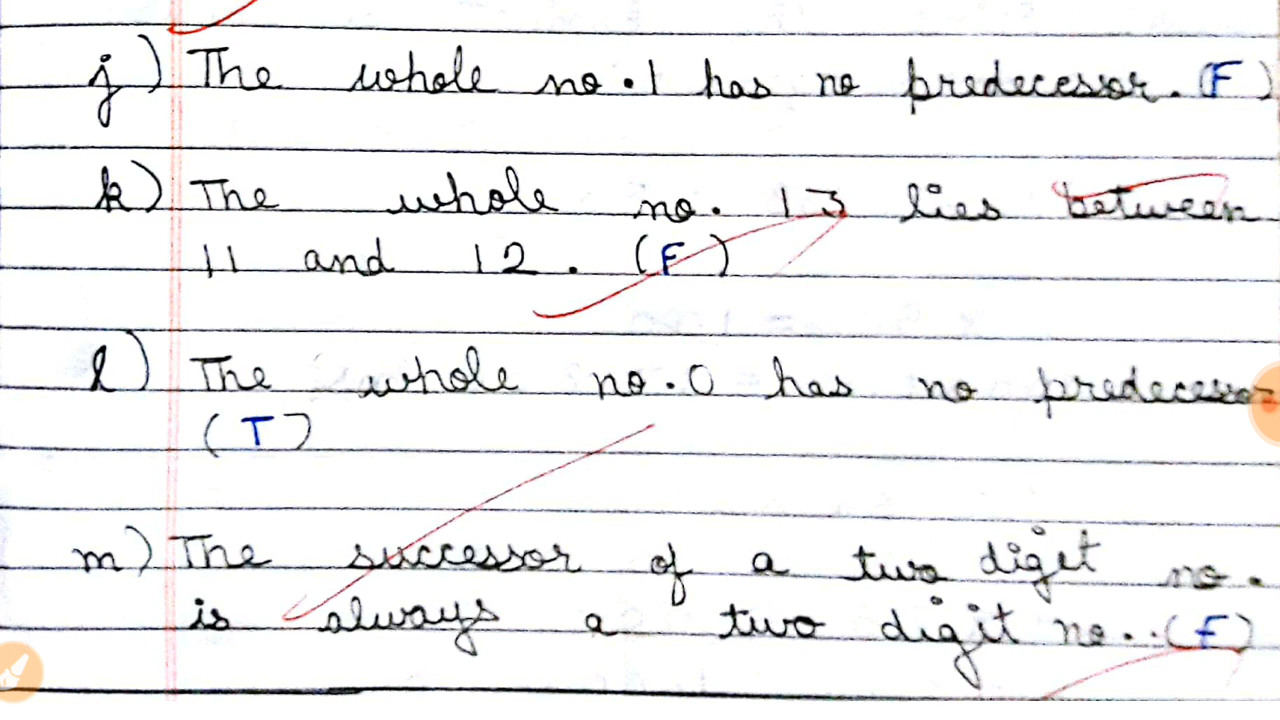 j) The whole no. 1 has no predecessor. (F)
k) The whole no. 13 lies between
11 and 12. (F)
l) The whole no. 0 has no predecessor
(T)
m) The successor of a two digit no.
is always a two digit no.. (F)